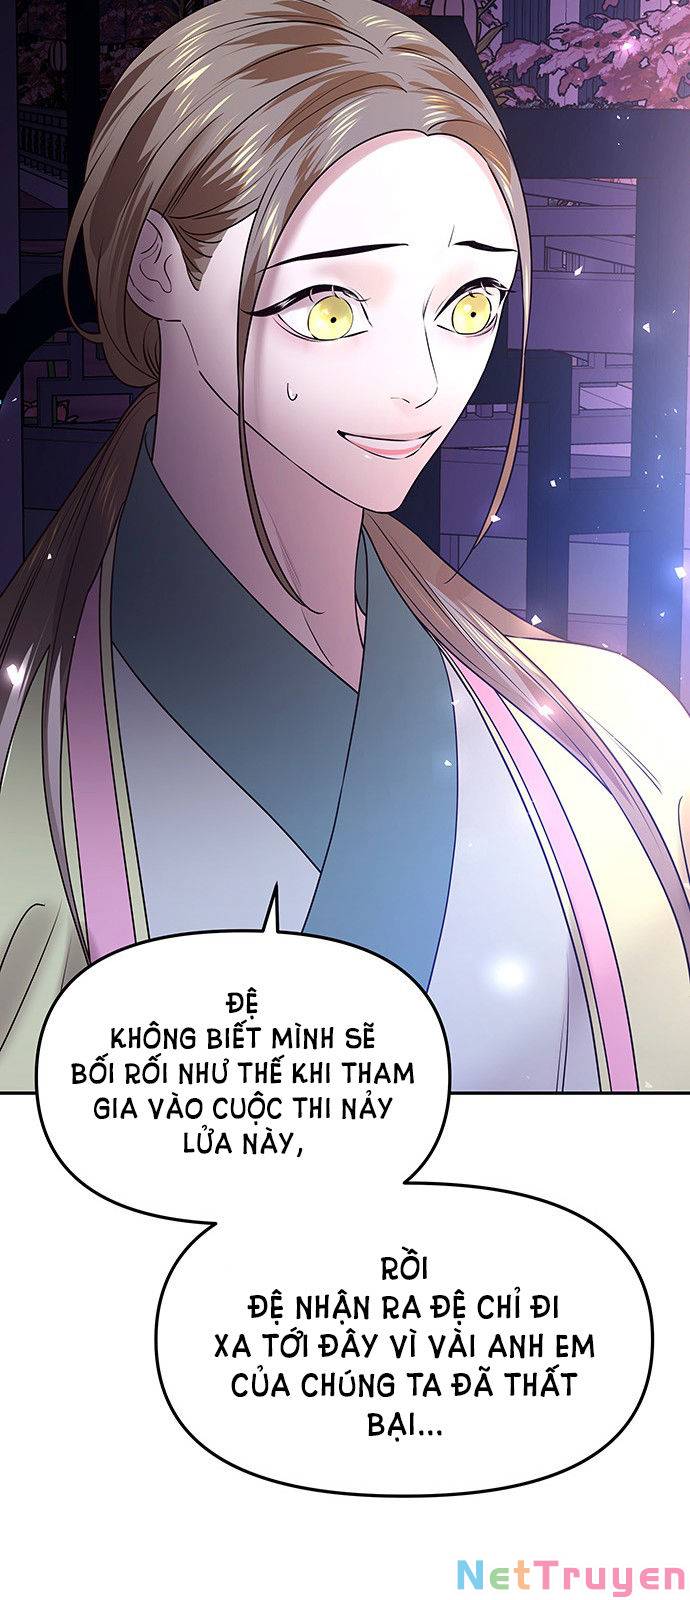 ĐỆ
KHÔNG BIẾT MÌNH SẼ
BỐI RỐI NHƯ THẾ KHI THAM
GIA VÀO CUỘC THI NẢY
LỬA NÀY,
RỒI
ĐỆ NHẬN RA ĐỆ CHỈ ĐI
XA TỚI ĐÂY VÌ VÀI ANH EM
CỦA CHÚNG TA ĐÃ THẤT
BẠI...
NetTruyen